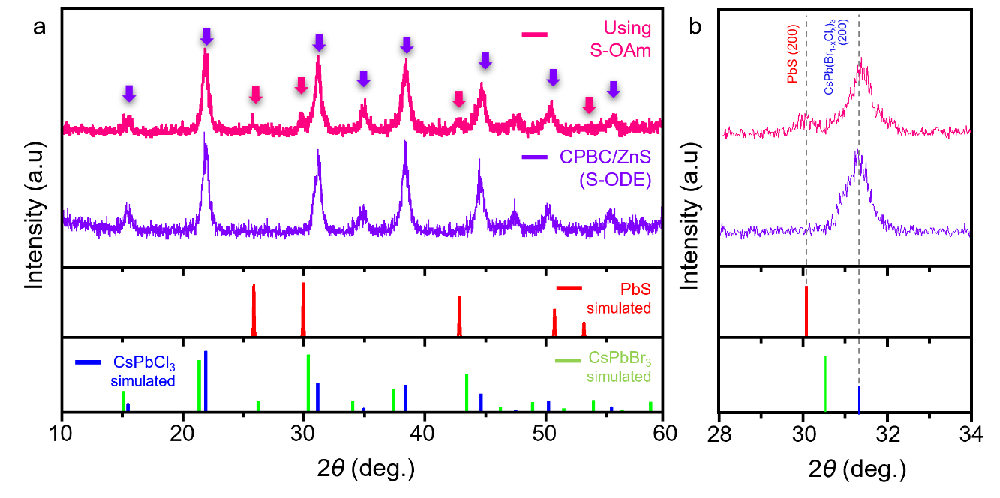 a
Using
S-OAm
CPBC/ZnS
(S-ODE)
Intensity (a.u)
PbS
simulated
CsPbCl₃
simulated
CsPbBr₃
simulated
10
20
30
40
50
60
2θ (deg.)
b
PbS (200)
CsPb(Br₁₋ₓClₓ)₃
(200)
Intensity (a.u)
28
30
32
34
2θ (deg.)